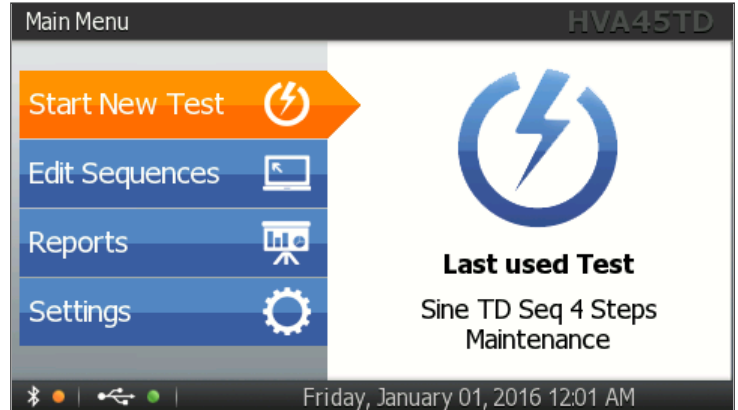 Main Menu
HVA45TD
Start New Test
Edit Sequences
Reports
Settings
Last used Test
Sine TD Seq 4 Steps
Maintenance
Friday, January 01, 2016 12:01 AM